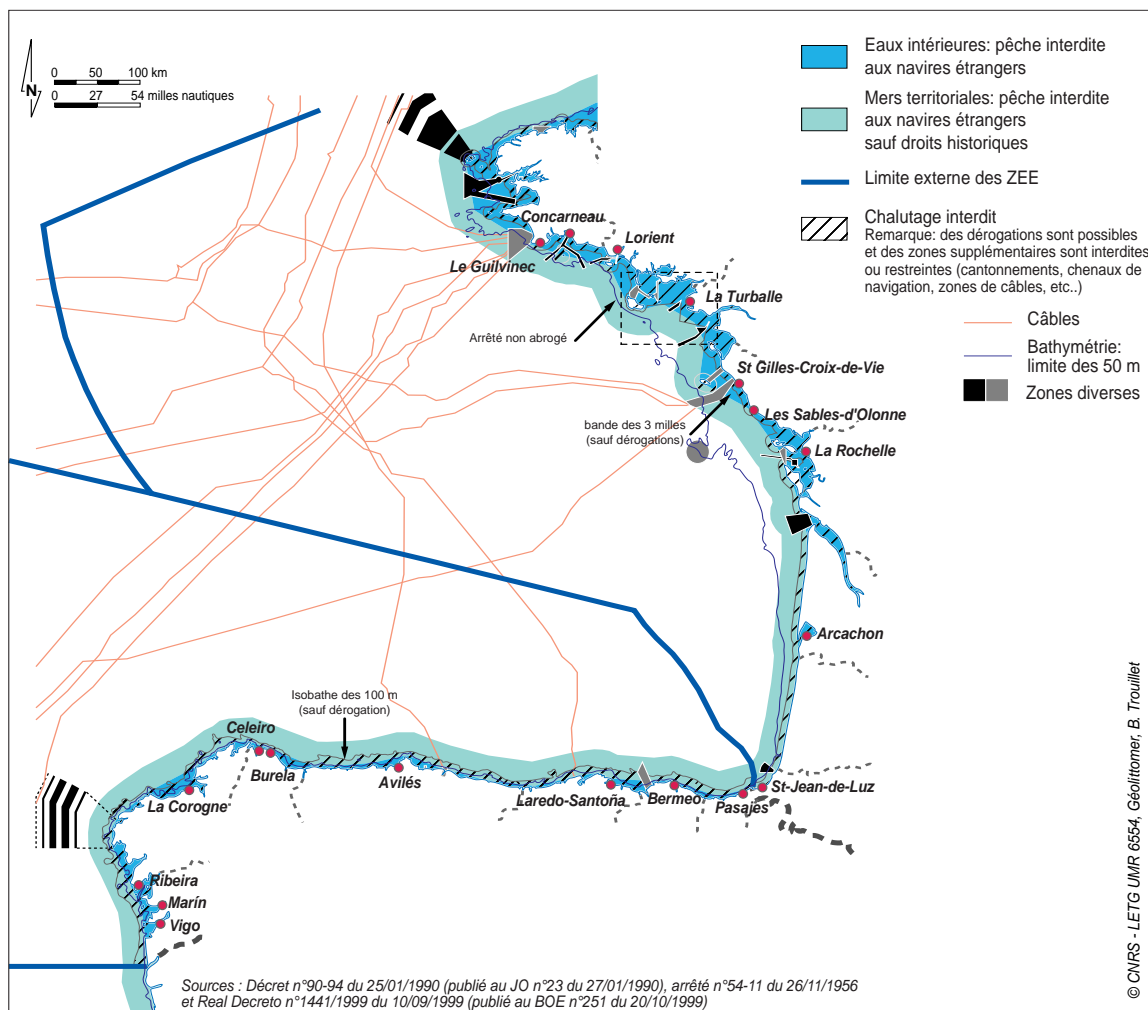 0 50 100 km
N
0 27 54 milles nautiques
Eaux intérieures: pêche interdite
aux navires étrangers
Mers territoriales: pêche interdite
aux navires étrangers
sauf droits historiques
Limite externe des ZEE
Chalutage interdit
Remarque: des dérogations sont possibles
et des zones supplémentaires sont interdites
ou restreintes (cantonnements, chenaux de
navigation, zones de câbles, etc..)
Câbles
Bathymétrie:
limite des 50 m
Zones diverses
Concarneau
Lorient
Le Guilvinec
La Turballe
Arrêté non abrogé
St Gilles-Croix-de-Vie
Les Sables-d'Olonne
bande des 3 milles
(sauf dérogations)
La Rochelle
Arcachon
Isobathe des 100 m
(sauf dérogation)
Celeiro
Burela
Avilés
La Corogne
Laredo-Santoña
Bermeo
Pasajes
St-Jean-de-Luz
Ribeira
Marín
Vigo
Sources : Décret n°90-94 du 25/01/1990 (publié au JO n°23 du 27/01/1990), arrêté n°54-11 du 26/11/1956
et Real Decreto n°1441/1999 du 10/09/1999 (publié au BOE n°251 du 20/10/1999)
© CNRS - LETG UMR 6554, Géolittomer, B. Trouillet